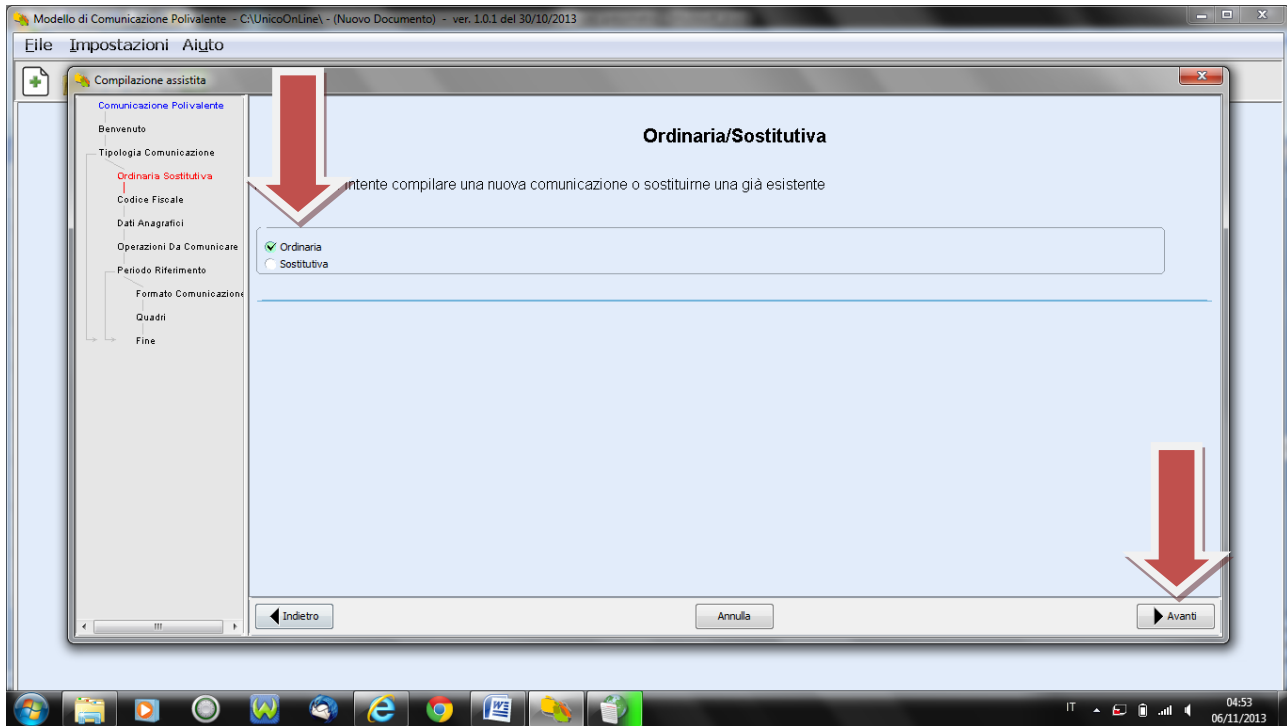 Modello di Comunicazione Polivalente - C:\UnicoOnLine\ - (Nuovo Documento) - ver. 1.0.1 del 30/10/2013
File Impostazioni Aiuto
Compilazione assistita
Comunicazione Polivalente
Benvenuto
Tipologia Comunicazione
Ordinaria Sostitutiva
Codice Fiscale
Dati Anagrafici
Operazioni Da Comunicare
Periodo Riferimento
Formato Comunicazione
Quadri
Fine
Ordinaria/Sostitutiva
intente compilare una nuova comunicazione o sostituirne una già esistente
Ordinaria
Sostitutiva
Indietro
Annulla
Avanti
IT
04:53
06/11/2013